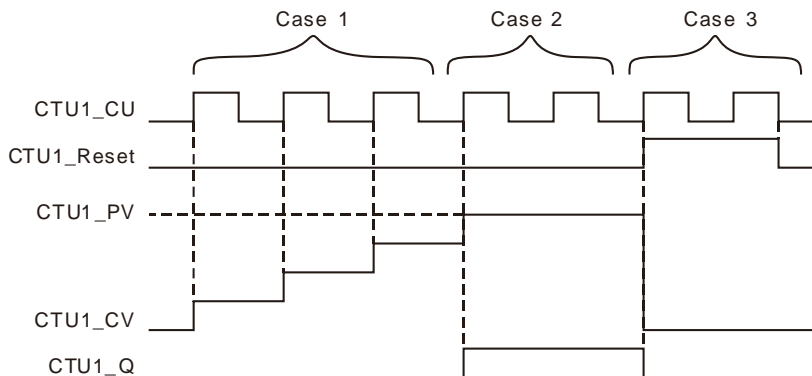 Case 1 Case 2 Case 3
CTU1_CU
CTU1_Reset
CTU1_PV
CTU1_CV
CTU1_Q